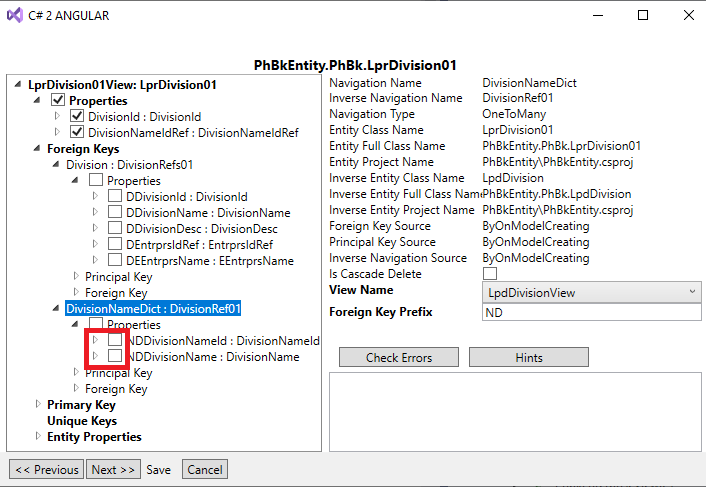 C# 2 ANGULAR
PhBkEntity.PhBk.LprDivision01
LprDivision01View: LprDivision01
Properties
DivisionId : DivisionId
DivisionNameIdRef : DivisionNameIdRef
Foreign Keys
Division : DivisionRefs01
Properties
DDivisionId : DivisionId
DDivisionName : DivisionName
DDivisionDesc : DivisionDesc
DEntrprsIdRef : EntrprsIdRef
DEEntrprsName : EEntrprsName
Principal Key
Foreign Key
DivisionNameDict : DivisionRef01
Properties
NDDivisionNameId : DivisionNameId
NDDivisionName : DivisionName
Principal Key
Foreign Key
Primary Key
Unique Keys
Entity Properties
Navigation Name DivisionNameDict
Inverse Navigation Name DivisionRef01
Navigation Type OneToMany
Entity Class Name LprDivision01
Entity Full Class Name PhBkEntity.PhBk.LprDivision01
Entity Project Name PhBkEntity\PhBkEntity.csproj
Inverse Entity Class Name LpdDivision
Inverse Entity Full Class Name PhBkEntity.PhBk.LpdDivision
Inverse Entity Project Name PhBkEntity\PhBkEntity.csproj
Foreign Key Source ByOnModelCreating
Principal Key Source ByOnModelCreating
Inverse Navigation Source ByOnModelCreating
Is Cascade Delete
View Name LpdDivisionView
Foreign Key Prefix ND
Check Errors Hints
<< Previous Next >> Save Cancel